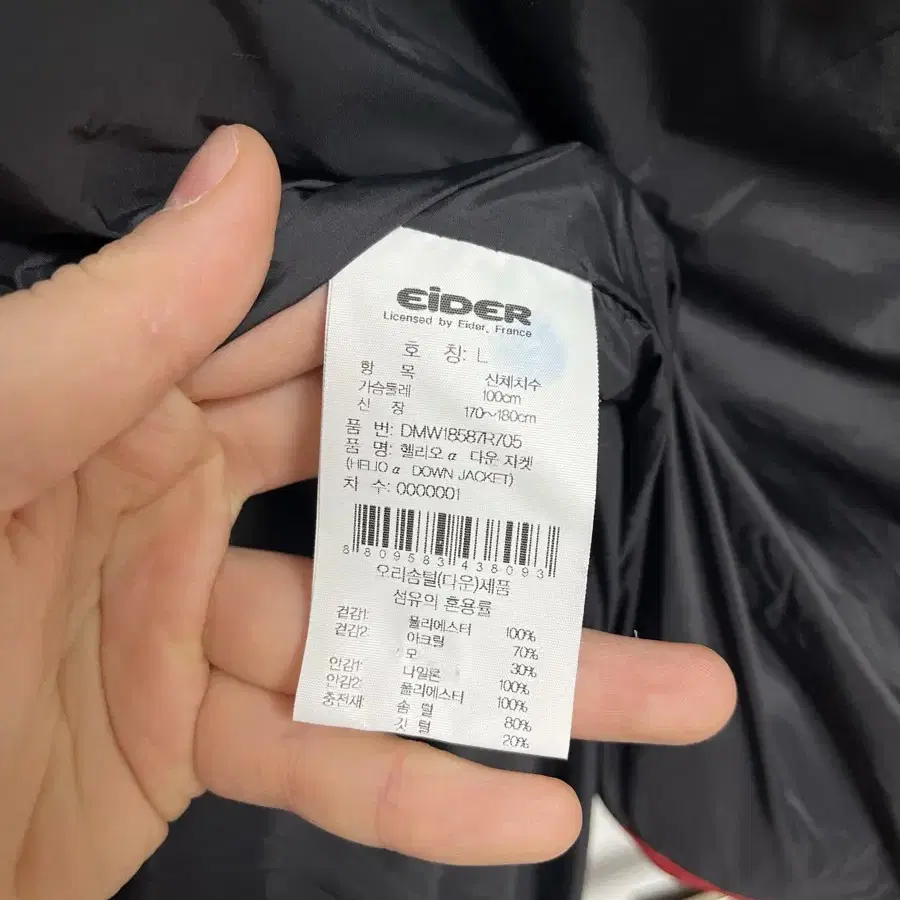 EiDER
Licensed by Eider, France
호 칭: L
항 목 신체치수
가슴둘레 100cm
신 장 170~180cm
품 번: DMW18587R705
품 명: 헬리오α 다운 자켓
(HELIO α DOWN JACKET)
차 수: 0000001
8809583438093
오리솜털(다운)제품
섬유의 혼용률
겉감1: 폴리에스터 100%
겉감2: 아크릴 70%
모 30%
안감1: 나일론 100%
안감2: 폴리에스터 100%
충전재: 솜 털 80%
깃 털 20%